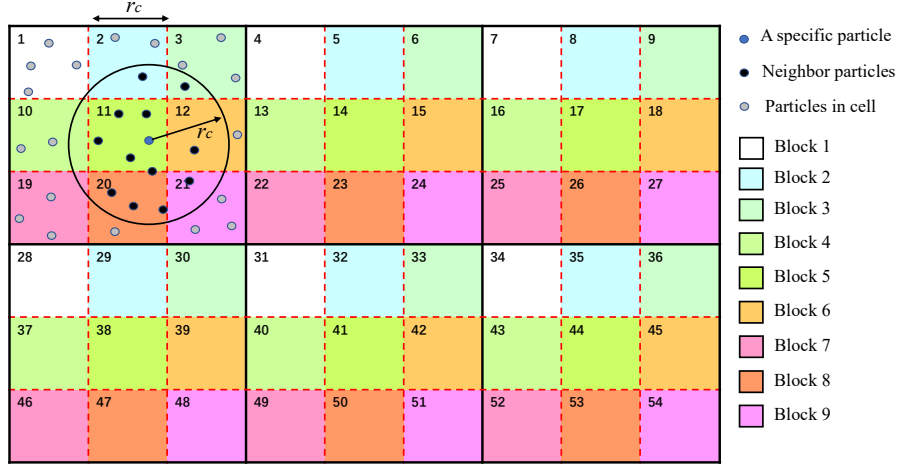 r_c
1 2 3 4 5 6 7 8 9
A specific particle
Neighbor particles
Particles in cell
10 11 12 13 14 15 16 17 18
r_c
Block 1
Block 2
19 20 21 22 23 24 25 26 27
Block 3
Block 4
28 29 30 31 32 33 34 35 36
Block 5
Block 6
37 38 39 40 41 42 43 44 45
Block 7
Block 8
46 47 48 49 50 51 52 53 54
Block 9